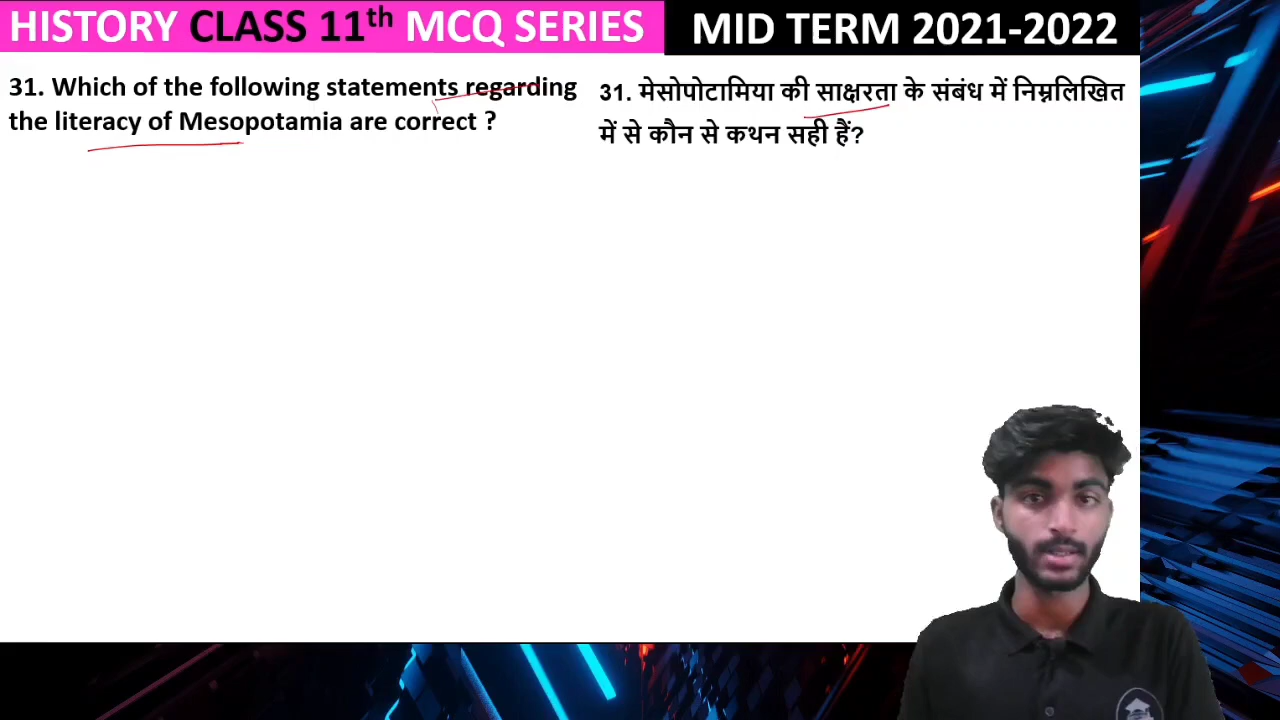 HISTORY CLASS 11th MCQ SERIES
MID TERM 2021-2022
31. Which of the following statements regarding
the literacy of Mesopotamia are correct ?
31. मेसोपोटामिया की साक्षरता के संबंध में निम्नलिखित
में से कौन से कथन सही हैं?